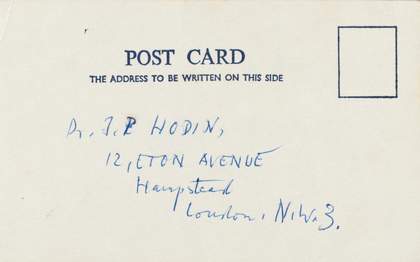 POST CARD
THE ADDRESS TO BE WRITTEN ON THIS SIDE
Dr. J.P. HODIN,
12, ETON AVENUE
Hampstead
London, N.W.3.